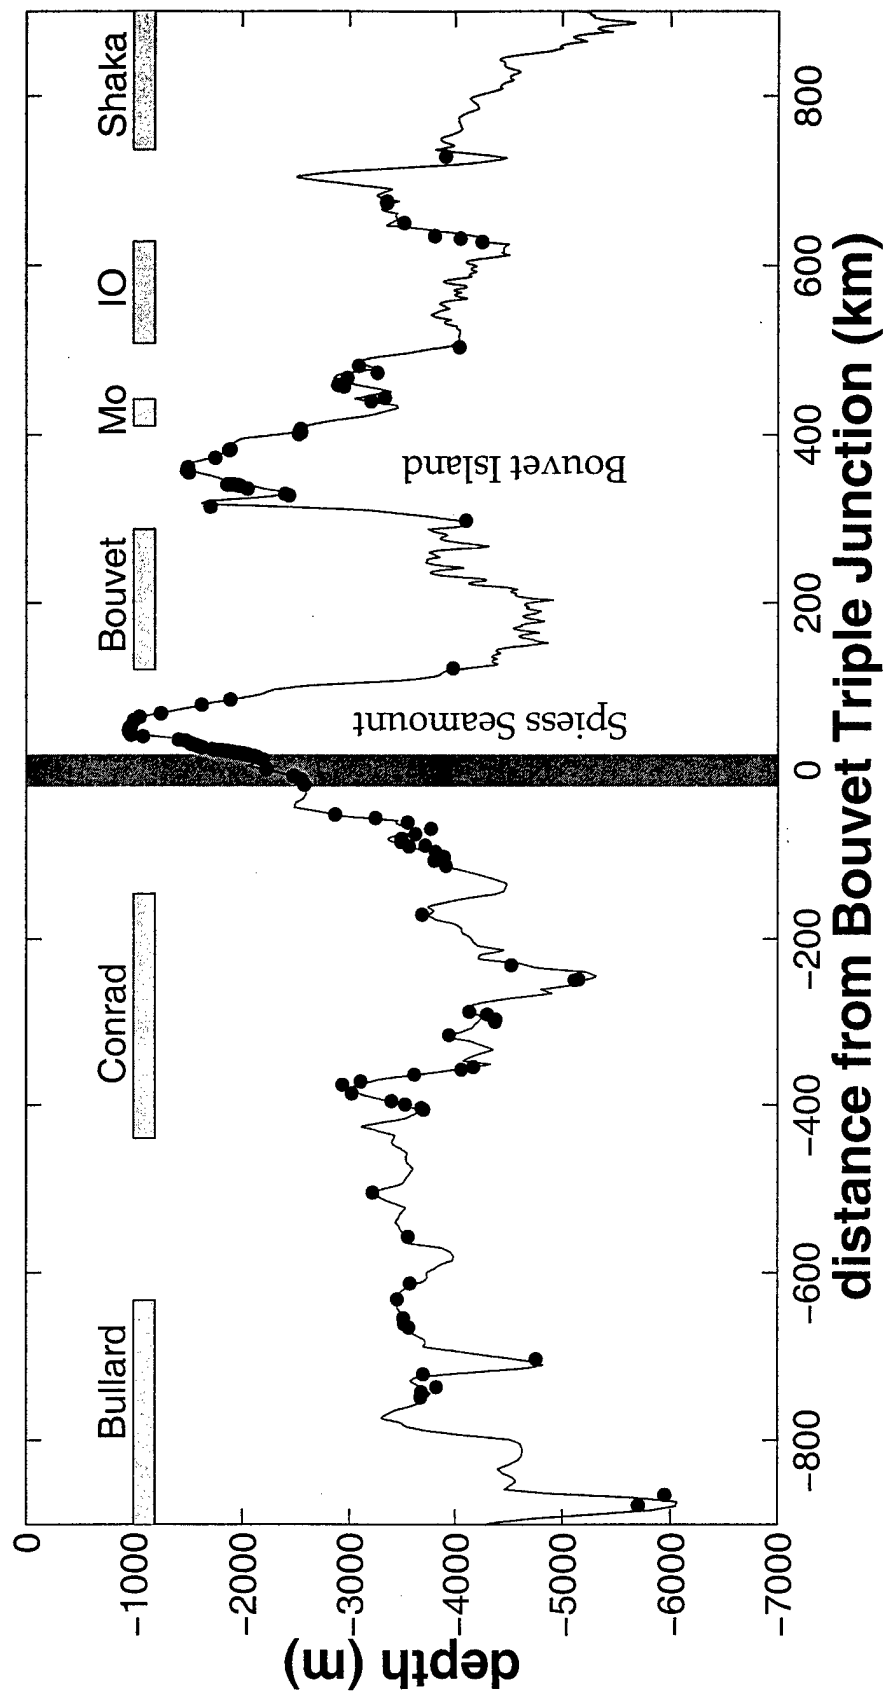 Bullard
Conrad
Bouvet
Mo
IO
Shaka
0
-1000
-2000
-3000
-4000
-5000
-6000
-7000
depth (m)
Spiess Seamount
Bouvet Island
-800
-600
-400
-200
0
200
400
600
800
distance from Bouvet Triple Junction (km)